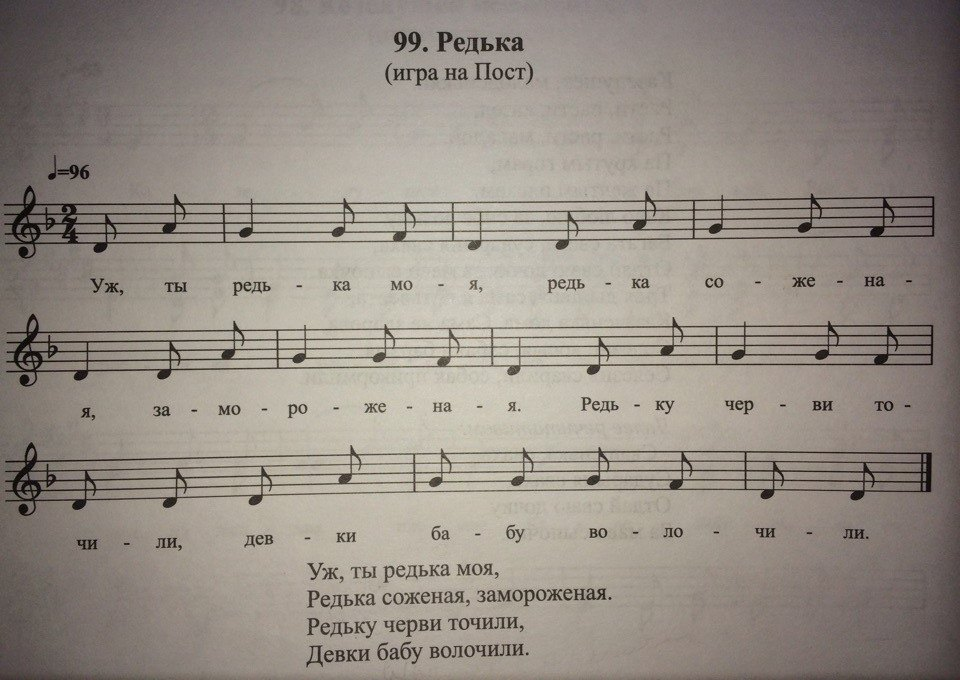 99. Редька
(игра на Пост)
♩=96
2/4
Уж, ты редь - ка мо - я, редь - ка со - же - на -
я, за - мо - ро - же - на - я. Редь - ку чер - ви то -
чи - ли, дев - ки ба - бу во - ло - чи - ли.
Уж, ты редька моя,
Редька соженая, замороженая.
Редьку черви точили,
Девки бабу волочили.